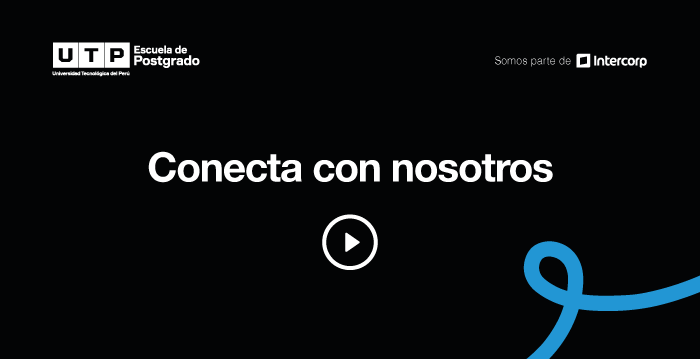 UTP Escuela de
Postgrado
Universidad Tecnológica del Perú
Somos parte de Intercorp
Conecta con nosotros